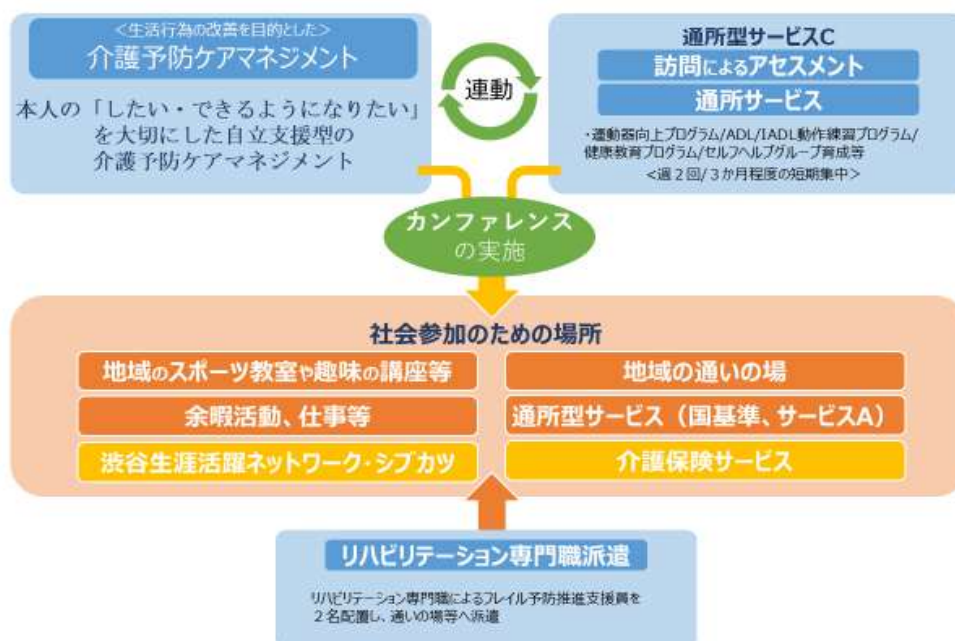 <生活行為の改善を目的とした>
介護予防ケアマネジメント
本人の「したい・できるようになりたい」
を大切にした自立支援型の
介護予防ケアマネジメント
連動
通所型サービスC
訪問によるアセスメント
通所サービス
・運動器向上プログラム/ADL/IADL動作練習プログラム/
健康教育プログラム/セルフヘルプグループ育成等
<週2回/3か月程度の短期集中>
カンファレンス
の実施
社会参加のための場所
地域のスポーツ教室や趣味の講座等
地域の通いの場
余暇活動、仕事等
通所型サービス（国基準、サービスA）
渋谷生涯活躍ネットワーク・シブカツ
介護保険サービス
リハビリテーション専門職派遣
リハビリテーション専門職によるフレイル予防推進支援員を
2名配置し、通いの場等へ派遣